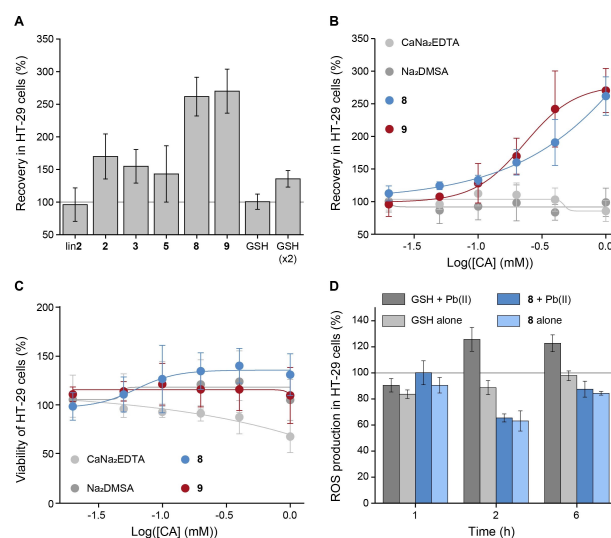 A
Recovery in HT-29 cells (%)
350
300
250
200
150
100
50
lin2 2 3 5 8 9 GSH GSH
(x2)
B
Recovery in HT-29 cells (%)
350
300
250
200
150
100
50
CaNa₂EDTA
Na₂DMSA
8
9
-1.5 -1.0 -0.5 0.0
Log([CA] (mM))
C
Viability of HT-29 cells (%)
200
150
100
50
0
CaNa₂EDTA 8
Na₂DMSA 9
-1.5 -1.0 -0.5 0.0
Log([CA] (mM))
D
ROS production in HT-29 cells (%)
140
120
100
80
60
40
20
0
GSH + Pb(II) 8 + Pb(II)
GSH alone 8 alone
1 2 6
Time (h)